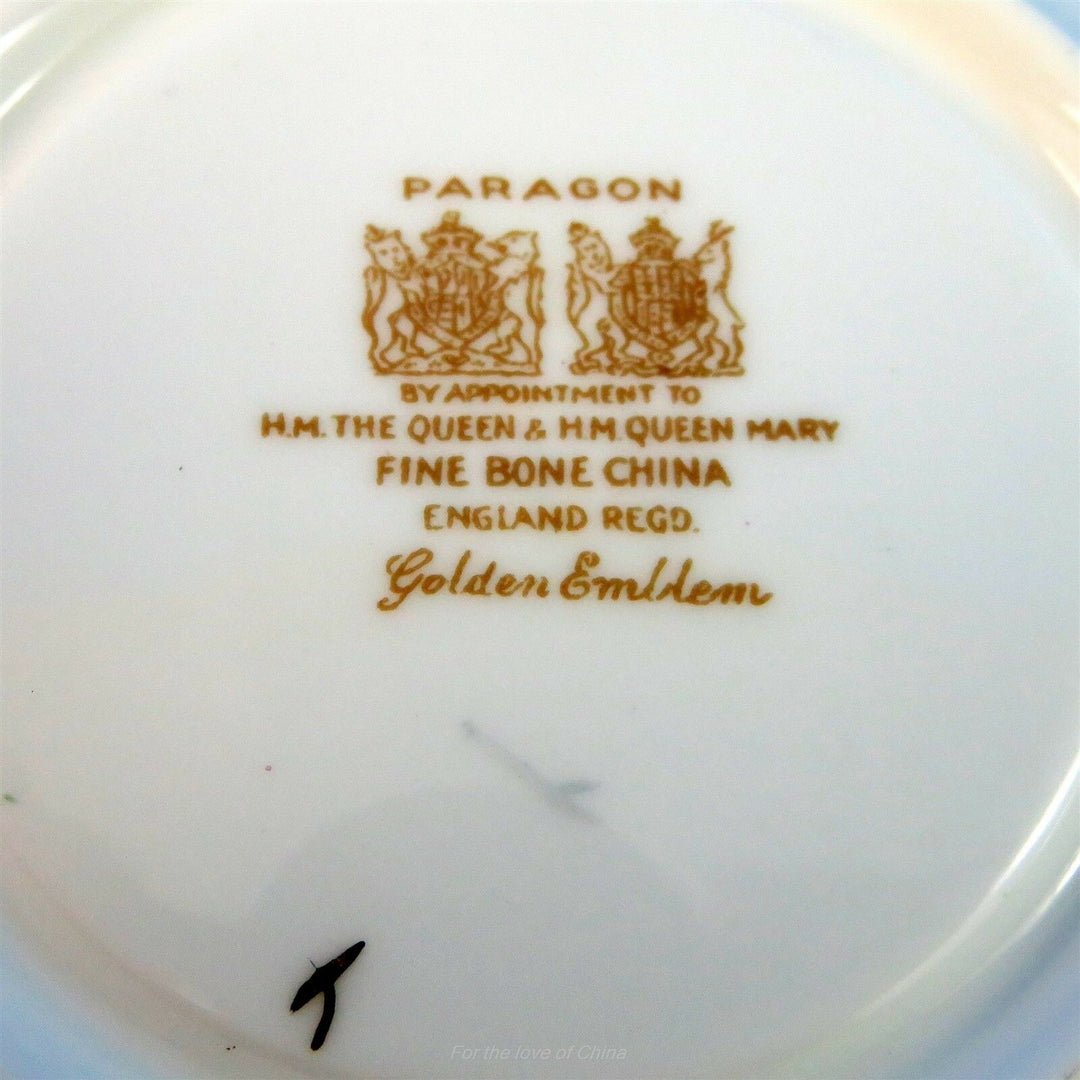 PARAGON
BY APPOINTMENT TO
H.M. THE QUEEN & H.M. QUEEN MARY
FINE BONE CHINA
ENGLAND REGD.
Golden Emblem
For the love of China